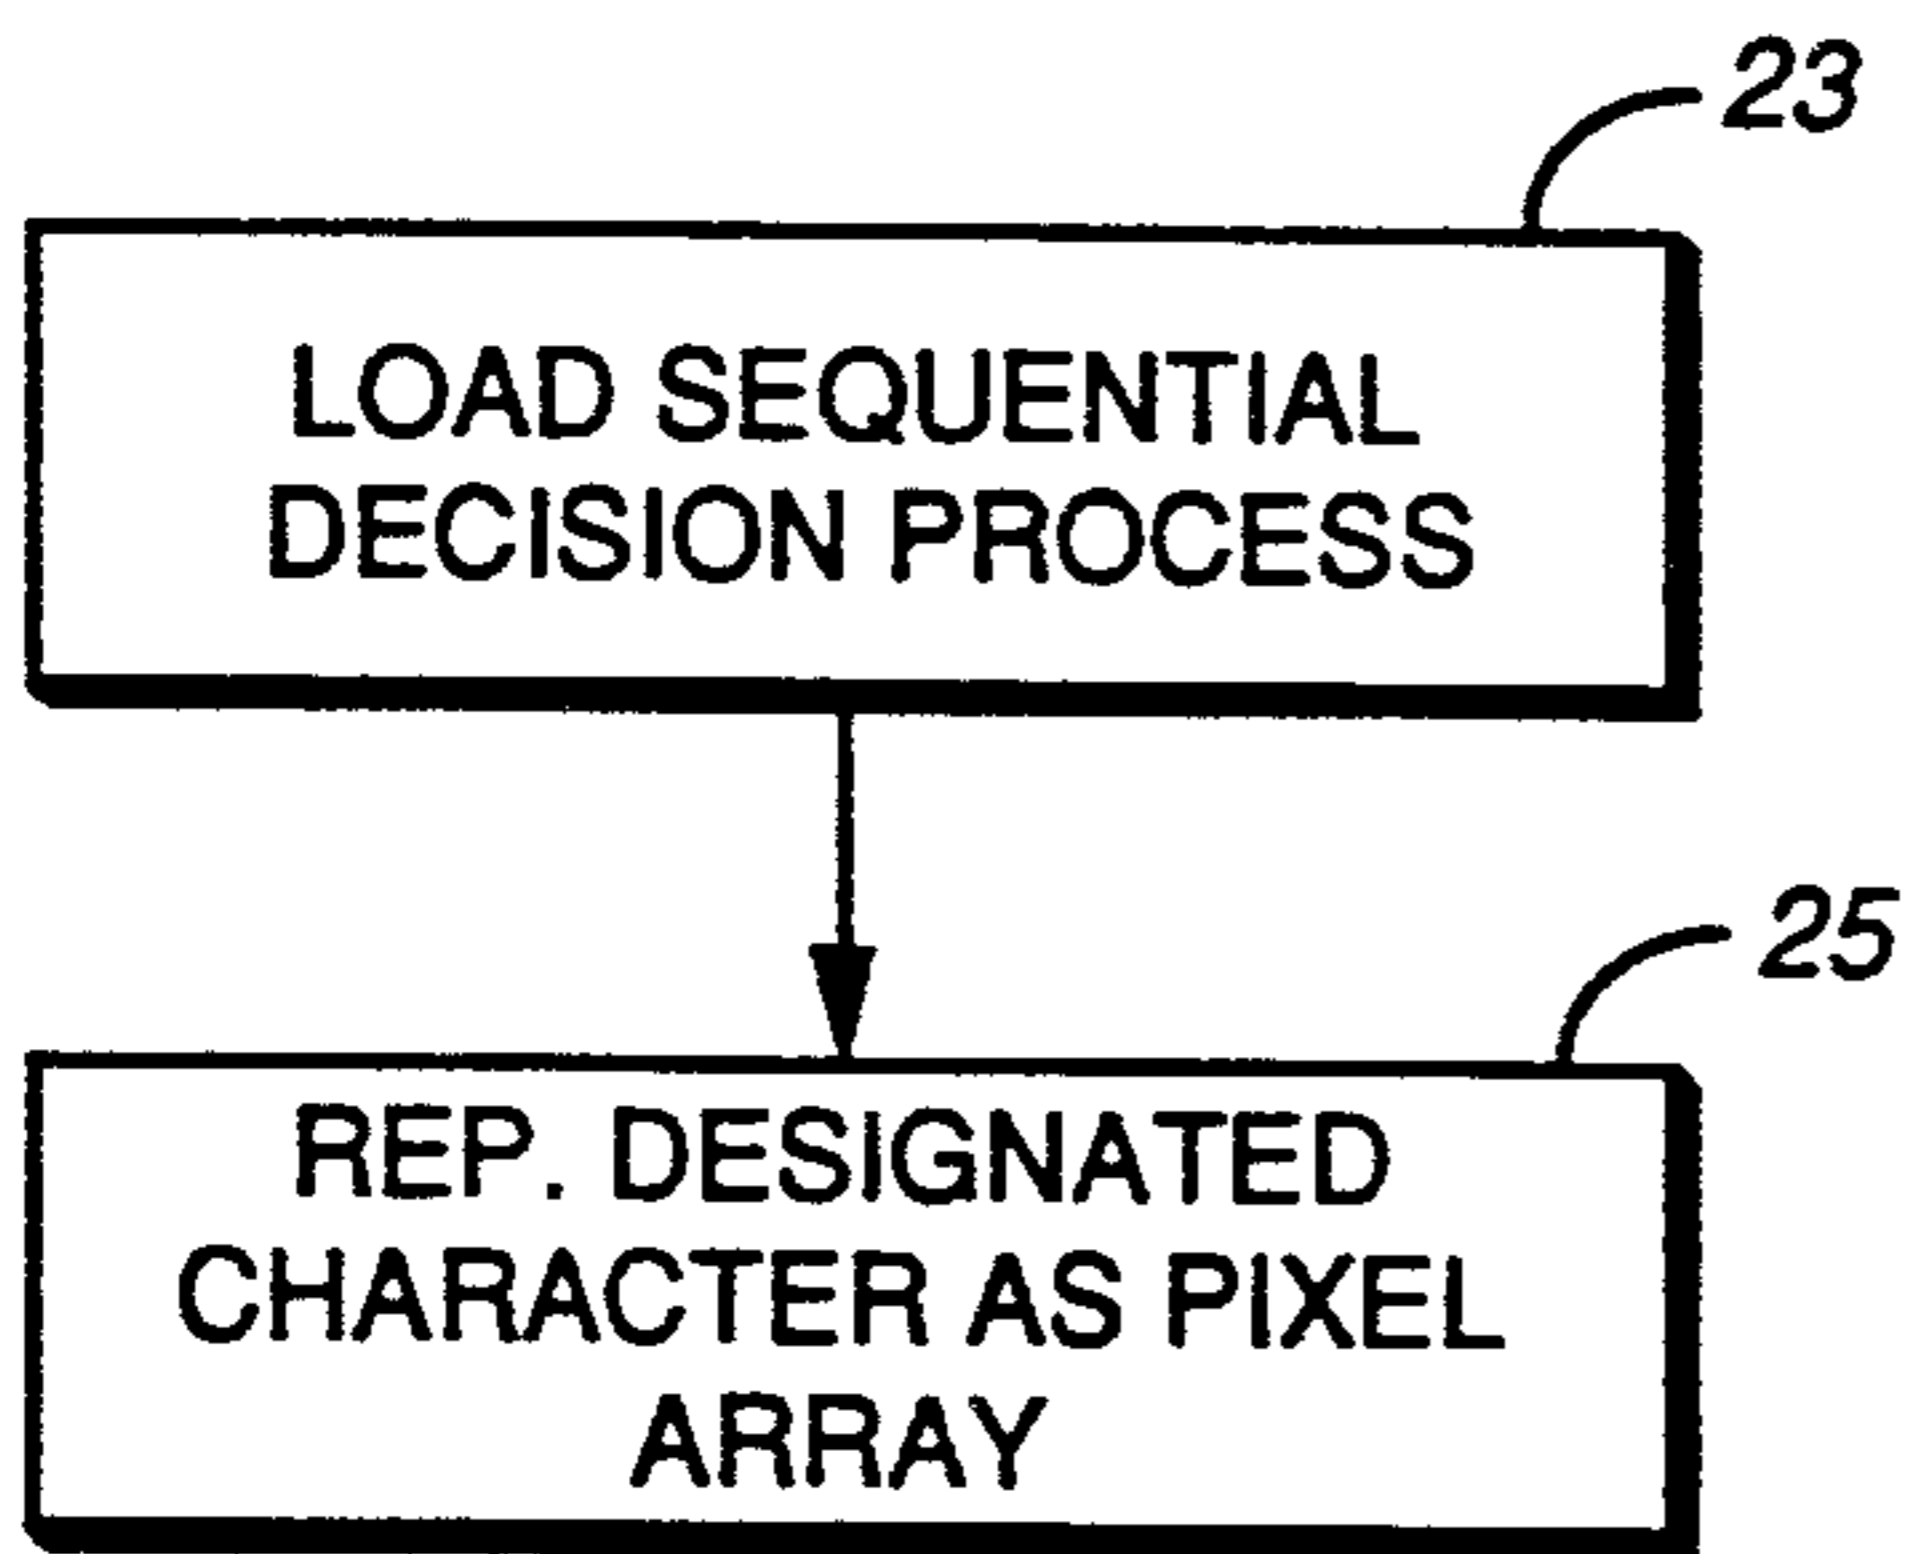 23
LOAD SEQUENTIAL
DECISION PROCESS
25
REP. DESIGNATED
CHARACTER AS PIXEL
ARRAY